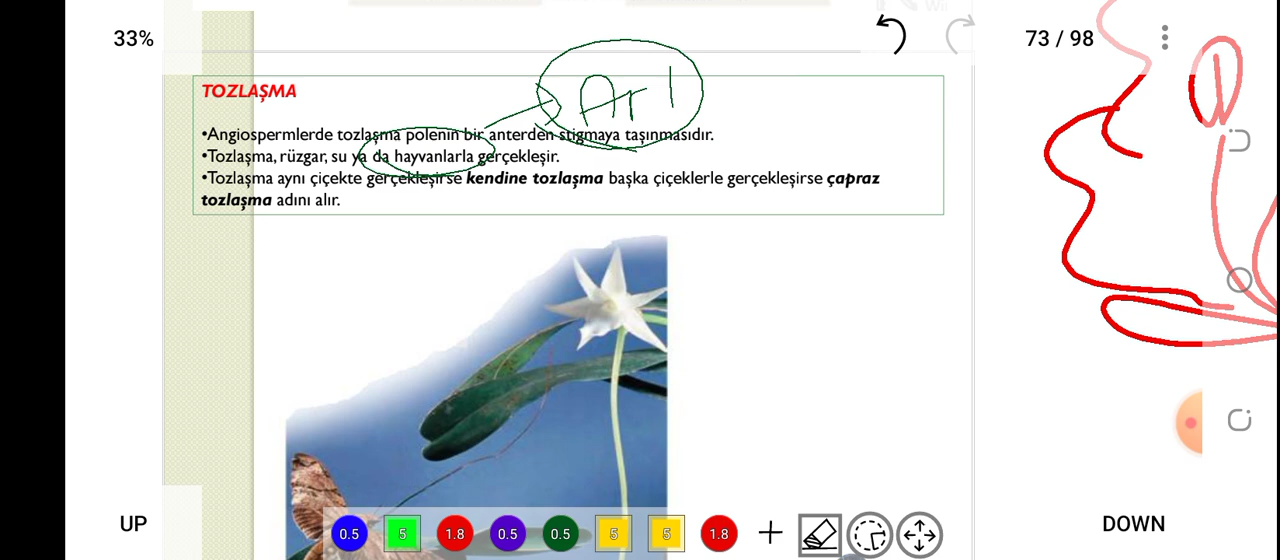 33%
73 / 98
TOZLAŞMA
Arı
•Angiospermlerde tozlaşma polenin bir anterden stigmaya taşınmasıdır.
•Tozlaşma, rüzgar, su ya da hayvanlarla gerçekleşir.
•Tozlaşma aynı çiçekte gerçekleşirse kendine tozlaşma başka çiçeklerle gerçekleşirse çapraz
tozlaşma adını alır.
UP
0.5 5 1.8 0.5 0.5 5 5 1.8
DOWN